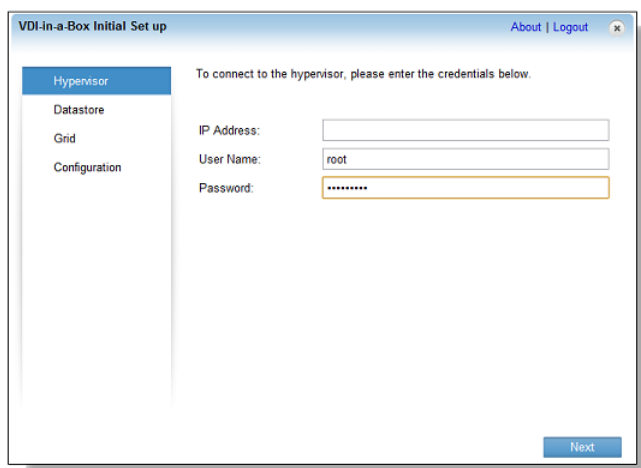 VDI-in-a-Box Initial Set up
About | Logout
Hypervisor
Datastore
Grid
Configuration
To connect to the hypervisor, please enter the credentials below.
IP Address:
User Name: root
Password: •••••••••
Next